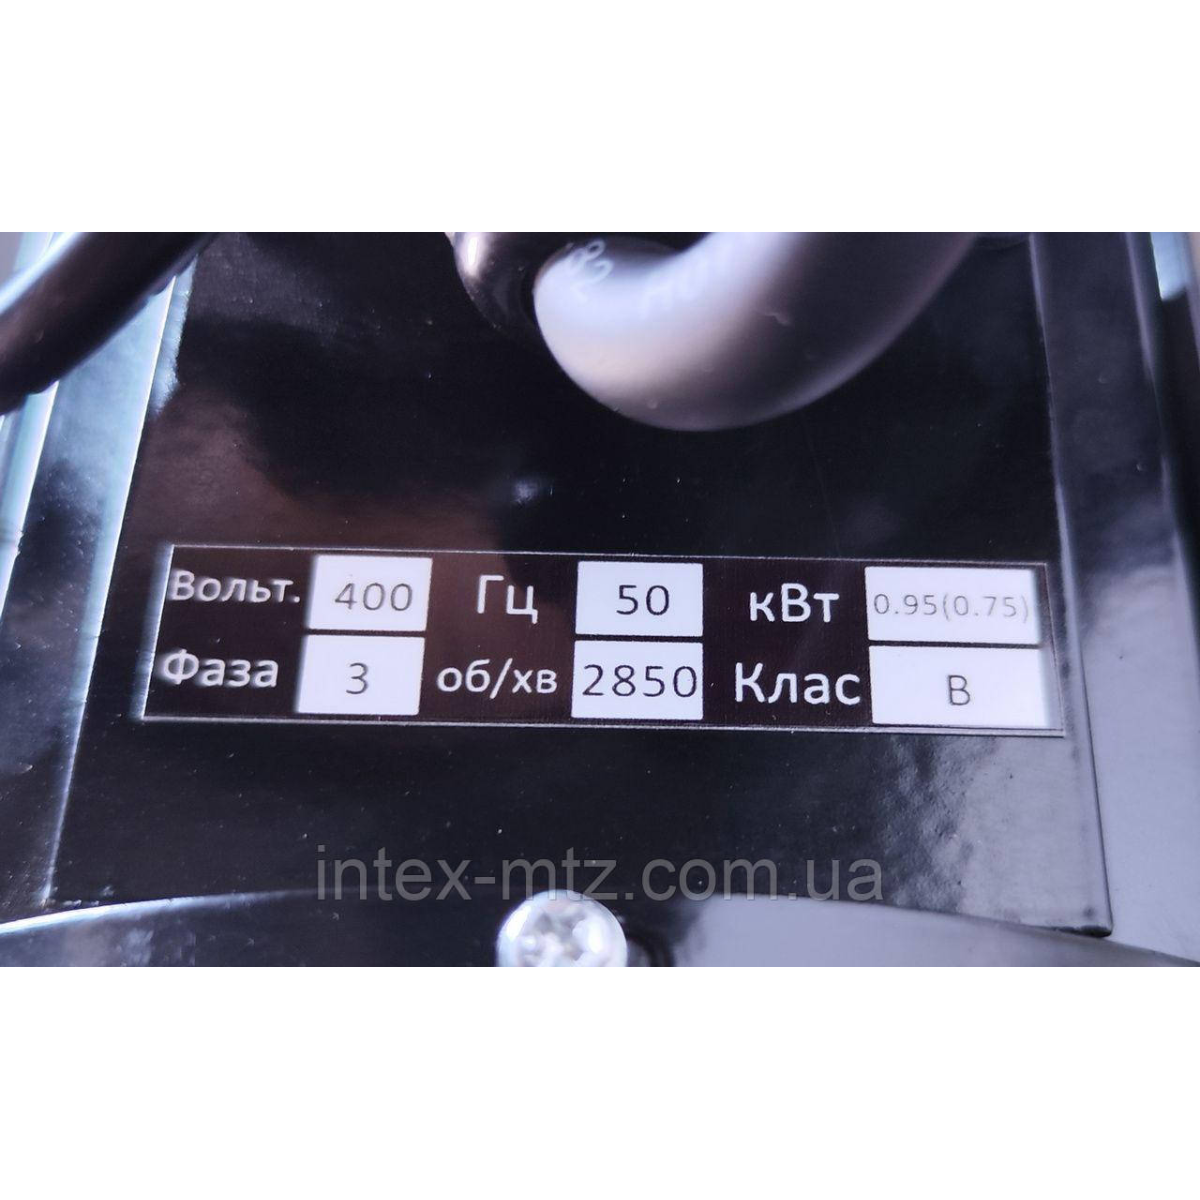 Вольт. 400 Гц 50 кВт 0.95(0.75)
Фаза 3 об/хв 2850 Клас B
intex-mtz.com.ua